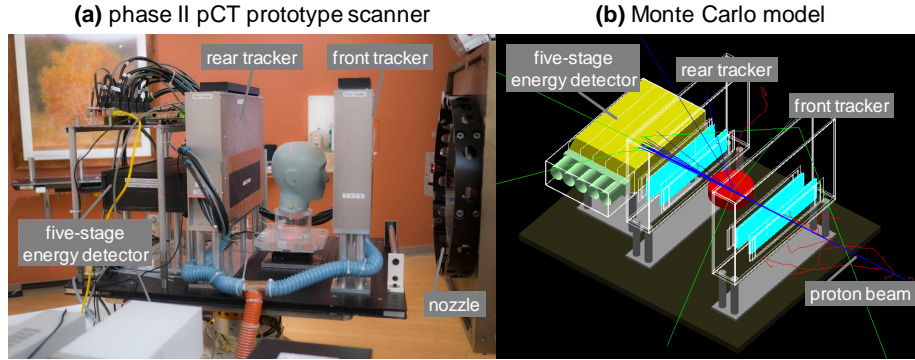 (a) phase II pCT prototype scanner
rear tracker
front tracker
five-stage
energy detector
nozzle
(b) Monte Carlo model
five-stage
energy detector
rear tracker
front tracker
proton beam